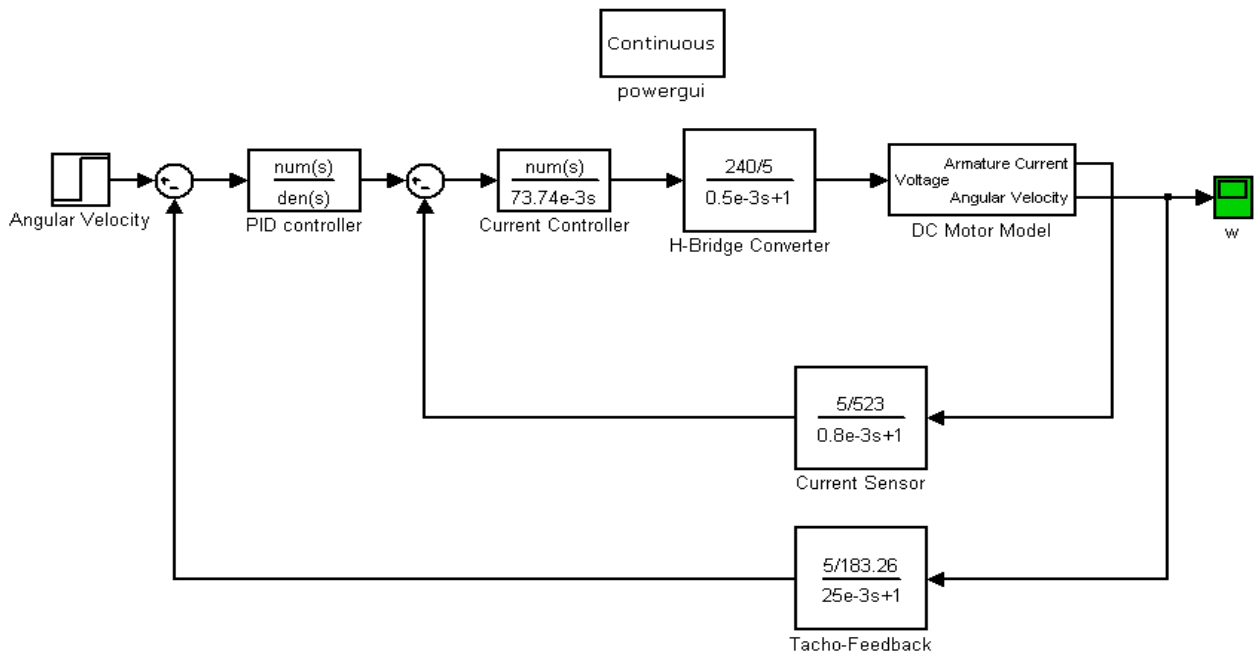 Continuous
powergui
Angular Velocity
+
-
num(s)
den(s)
PID controller
+
-
num(s)
73.74e-3s
Current Controller
240/5
0.5e-3s+1
H-Bridge Converter
Voltage
Armature Current
Angular Velocity
DC Motor Model
w
5/523
0.8e-3s+1
Current Sensor
5/183.26
25e-3s+1
Tacho-Feedback